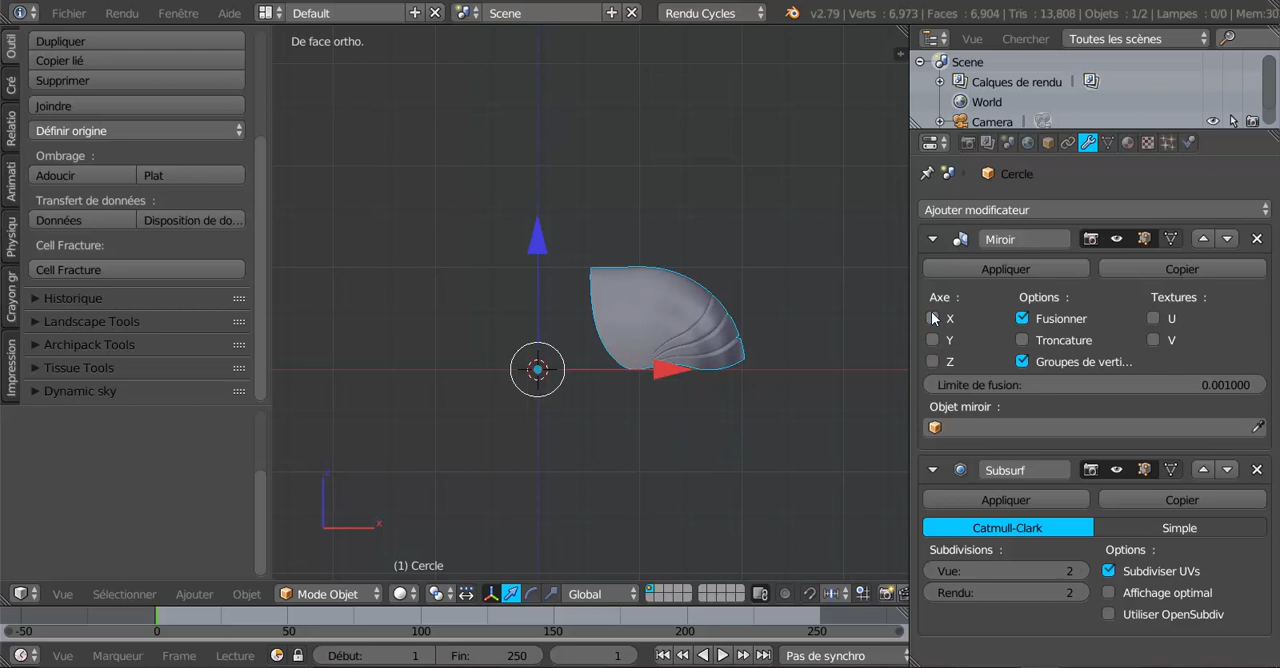 Fichier Rendu Fenêtre Aide Default Scene Rendu Cycles v2.79 | Verts : 6,973 | Faces : 6,904 | Tris : 13,808 | Objets : 1/2 | Lampes : 0/0 | Mem:30
Outil
Cré
Relatio
Animati
Physiqu
Crayon gr
Impression
Dupliquer
Copier lié
Supprimer
Joindre
Définir origine
Ombrage :
Adoucir Plat
Transfert de données :
Données Disposition de do...
Cell Fracture:
Cell Fracture
Historique
Landscape Tools
Archipack Tools
Tissue Tools
Dynamic sky
De face ortho.
z
x
(1) Cercle
Vue Sélectionner Ajouter Objet Mode Objet Global
-50 0 50 100 150 200 250
Vue Marqueur Frame Lecture Début: 1 Fin: 250 1 Pas de synchro
Vue Chercher Toutes les scènes
Scene
Calques de rendu |
World
Camera |
Cercle
Ajouter modificateur
Miroir
Appliquer Copier
Axe : Options : Textures :
X Fusionner U
Y Troncature V
Z Groupes de verti...
Limite de fusion: 0.001000
Objet miroir :
Subsurf
Appliquer Copier
Catmull-Clark Simple
Subdivisions : Options :
Vue: 2 Subdiviser UVs
Rendu: 2 Affichage optimal
Utiliser OpenSubdiv